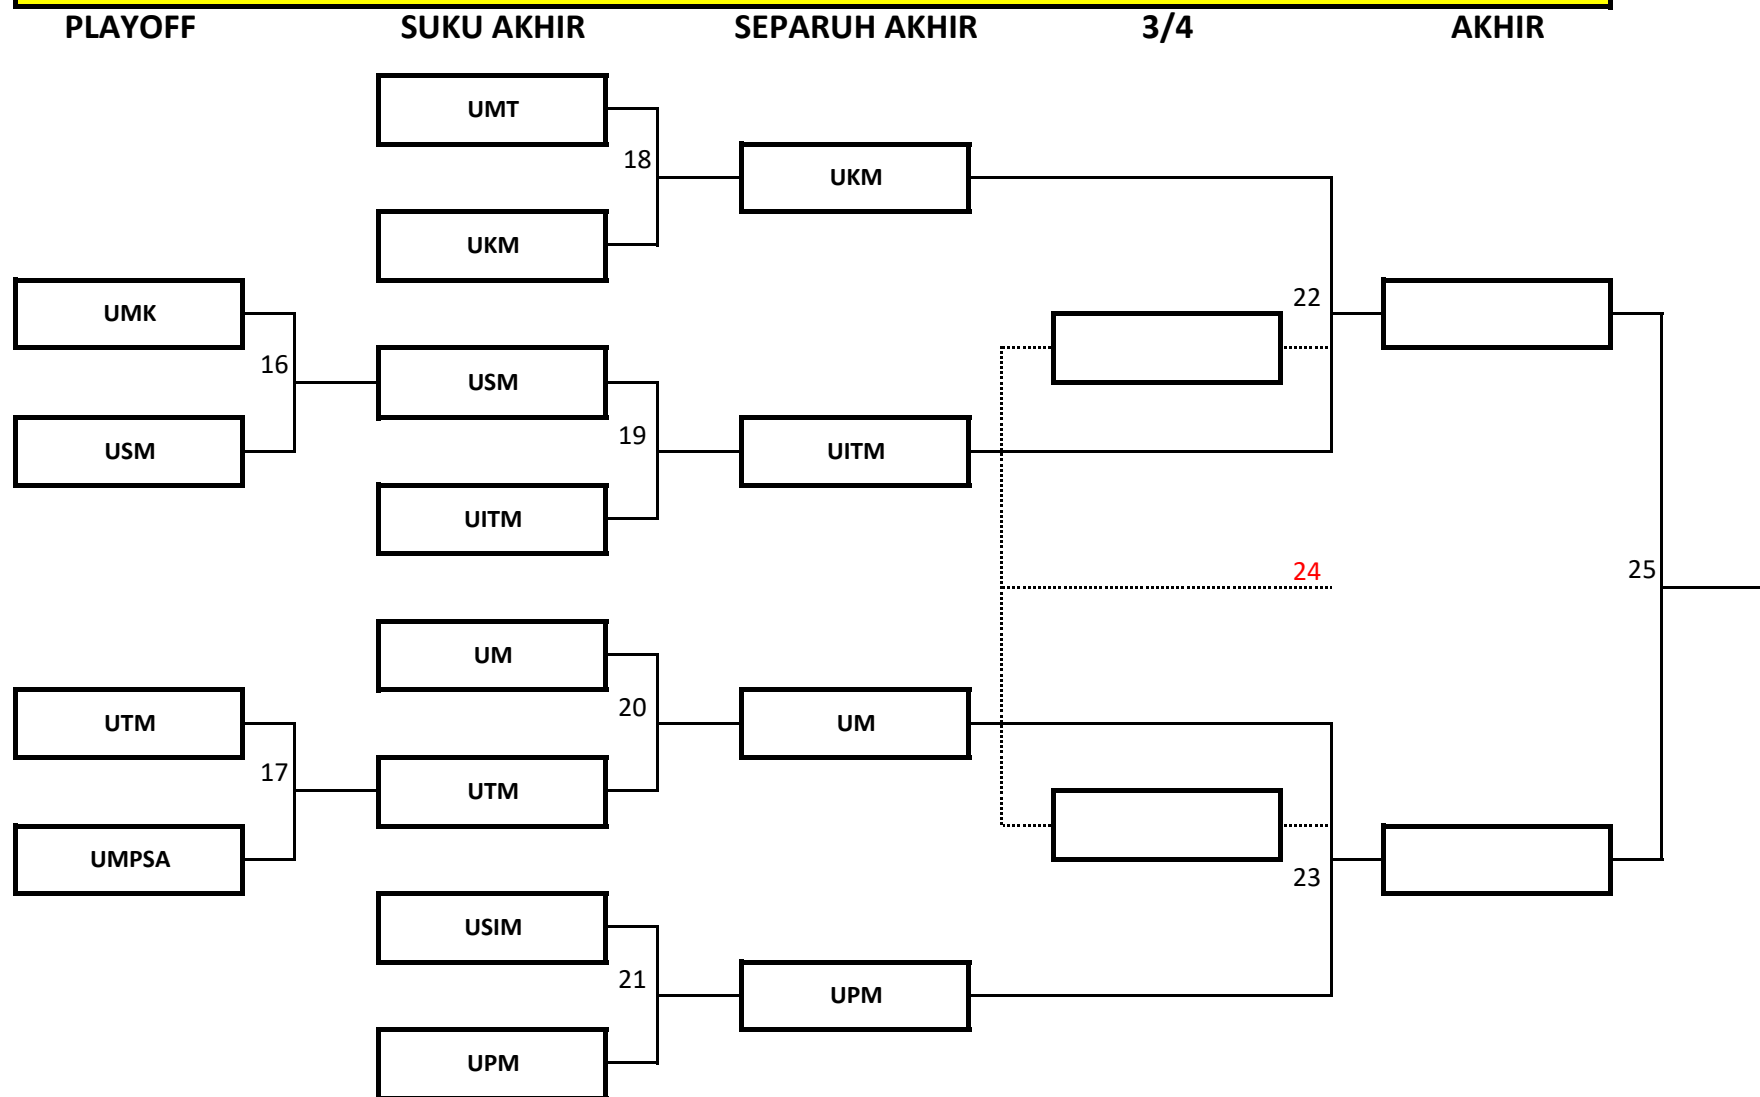 PLAYOFF SUKU AKHIR SEPARUH AKHIR 3/4 AKHIR
UMT
18
UKM
UKM
UMK
22
16
USM
USM
19
UITM
UITM
24
25
UM
20
UTM
UM
17
UTM
UMPSA
23
USIM
21
UPM
UPM